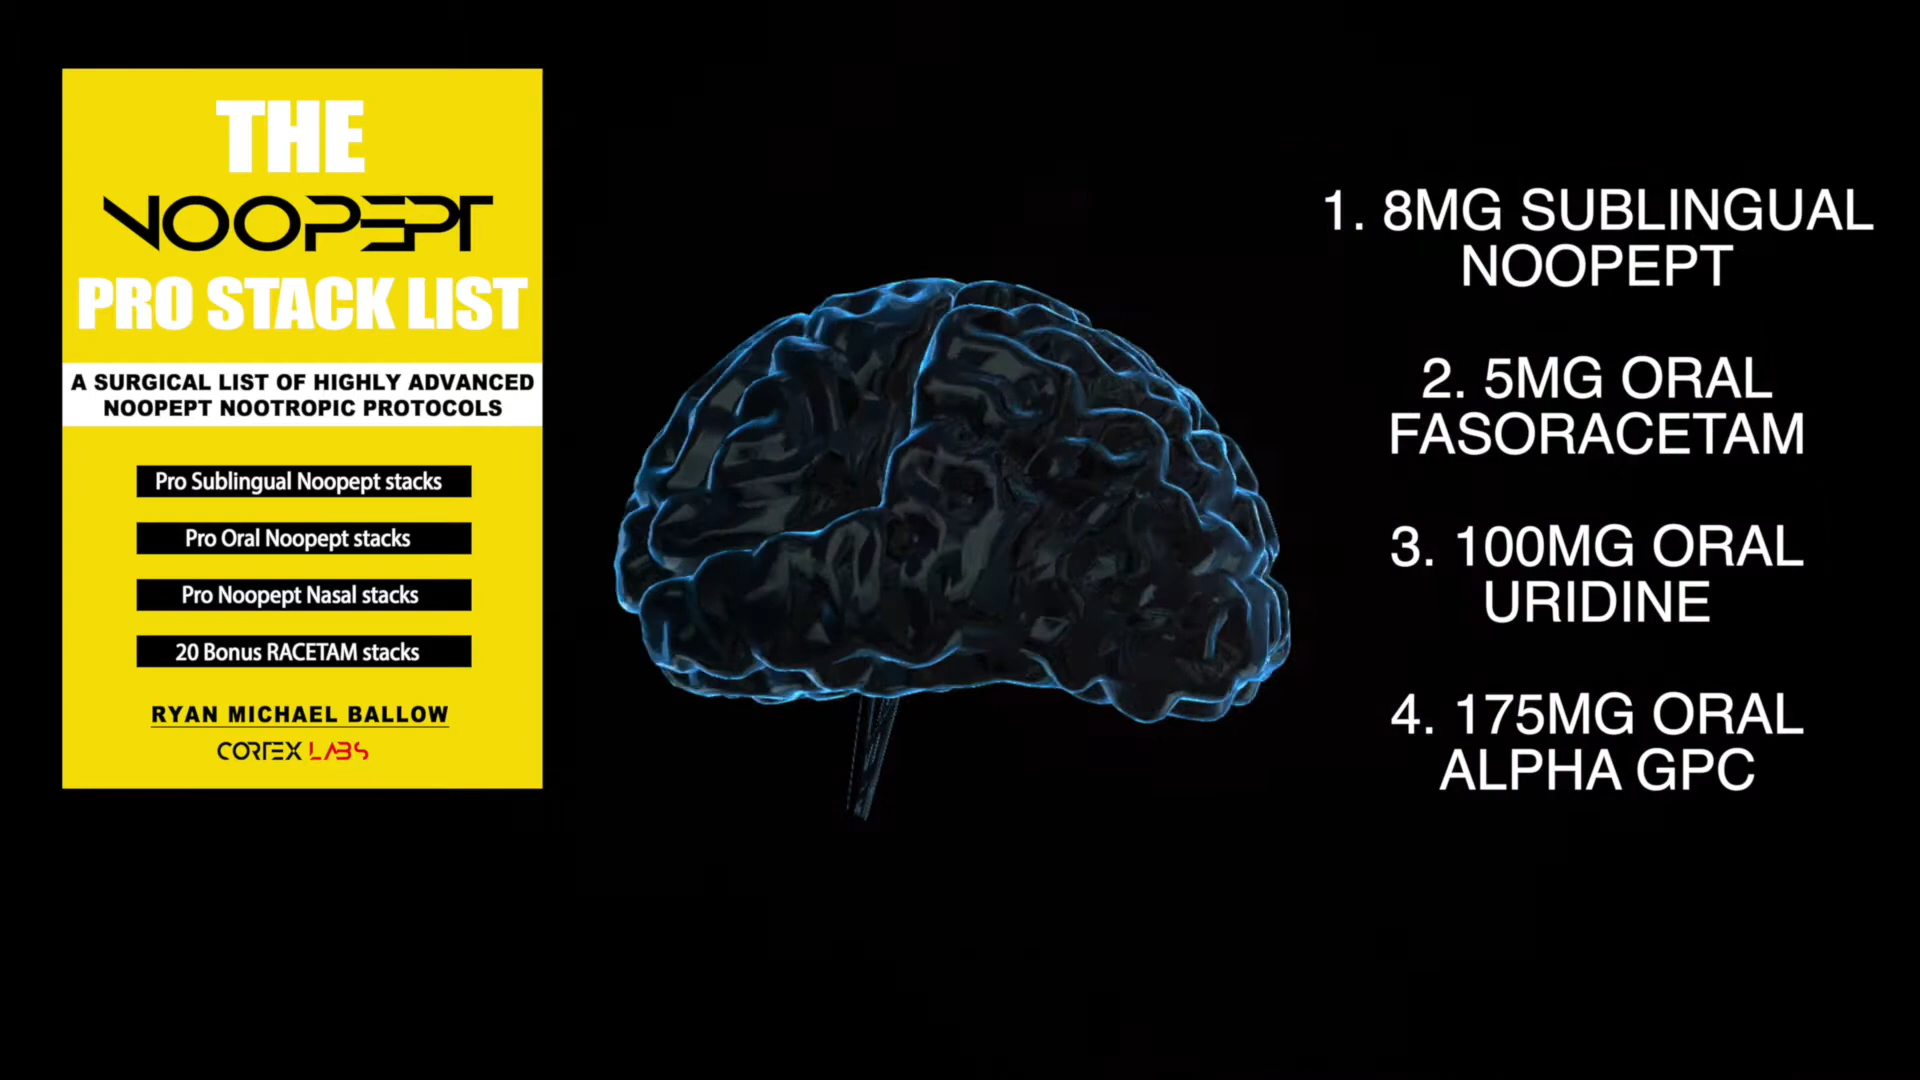 THE
NOOPEPT
PRO STACK LIST
A SURGICAL LIST OF HIGHLY ADVANCED
NOOPEPT NOOTROPIC PROTOCOLS
Pro Sublingual Noopept stacks
Pro Oral Noopept stacks
Pro Noopept Nasal stacks
20 Bonus RACETAM stacks
RYAN MICHAEL BALLOW
CORTEX LABS
1. 8MG SUBLINGUAL
NOOPEPT
2. 5MG ORAL
FASORACETAM
3. 100MG ORAL
URIDINE
4. 175MG ORAL
ALPHA GPC